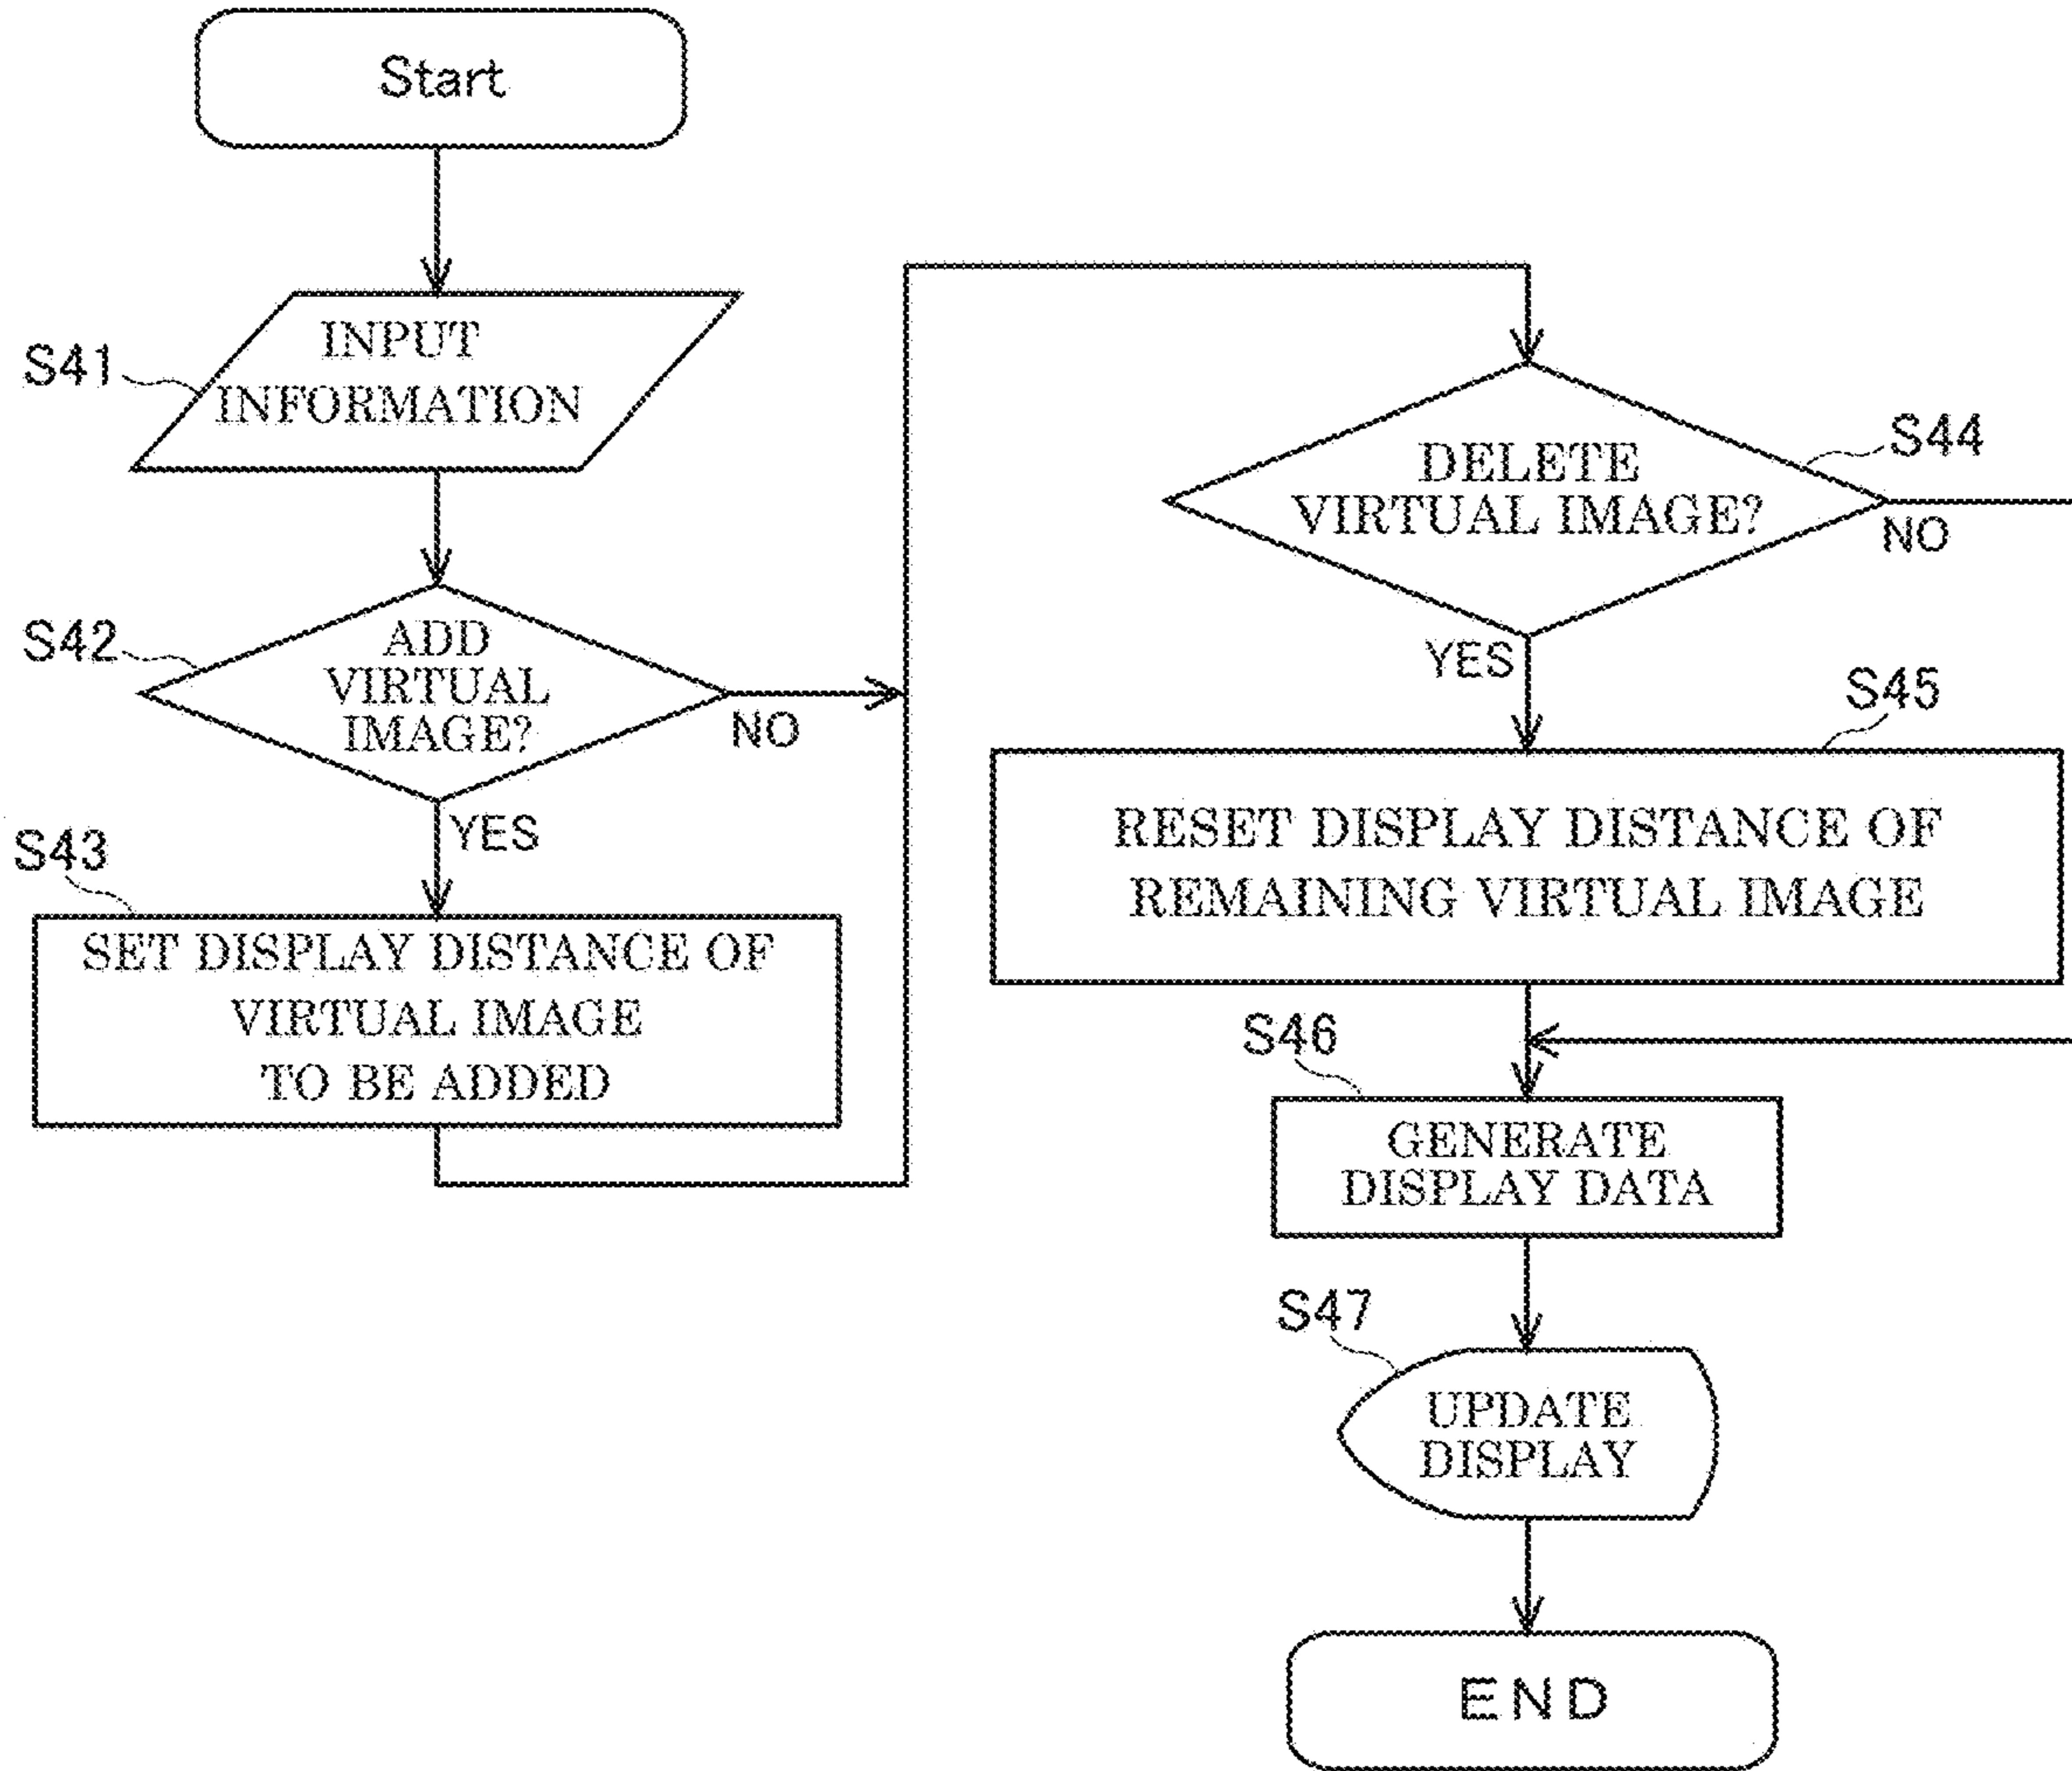 Start
S41
INPUT
INFORMATION
S42
ADD
VIRTUAL
IMAGE?
NO
YES
S43
SET DISPLAY DISTANCE OF
VIRTUAL IMAGE
TO BE ADDED
S44
DELETE
VIRTUAL IMAGE?
NO
YES
S45
RESET DISPLAY DISTANCE OF
REMAINING VIRTUAL IMAGE
S46
GENERATE
DISPLAY DATA
S47
UPDATE
DISPLAY
END